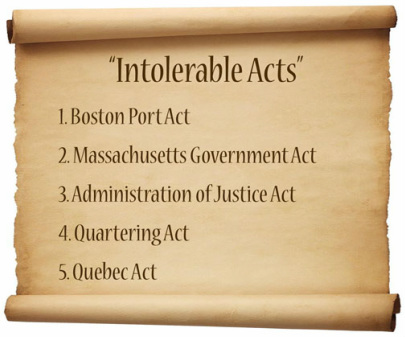 “Intolerable Acts”
1. Boston Port Act
2. Massachusetts Government Act
3. Administration of Justice Act
4. Quartering Act
5. Quebec Act